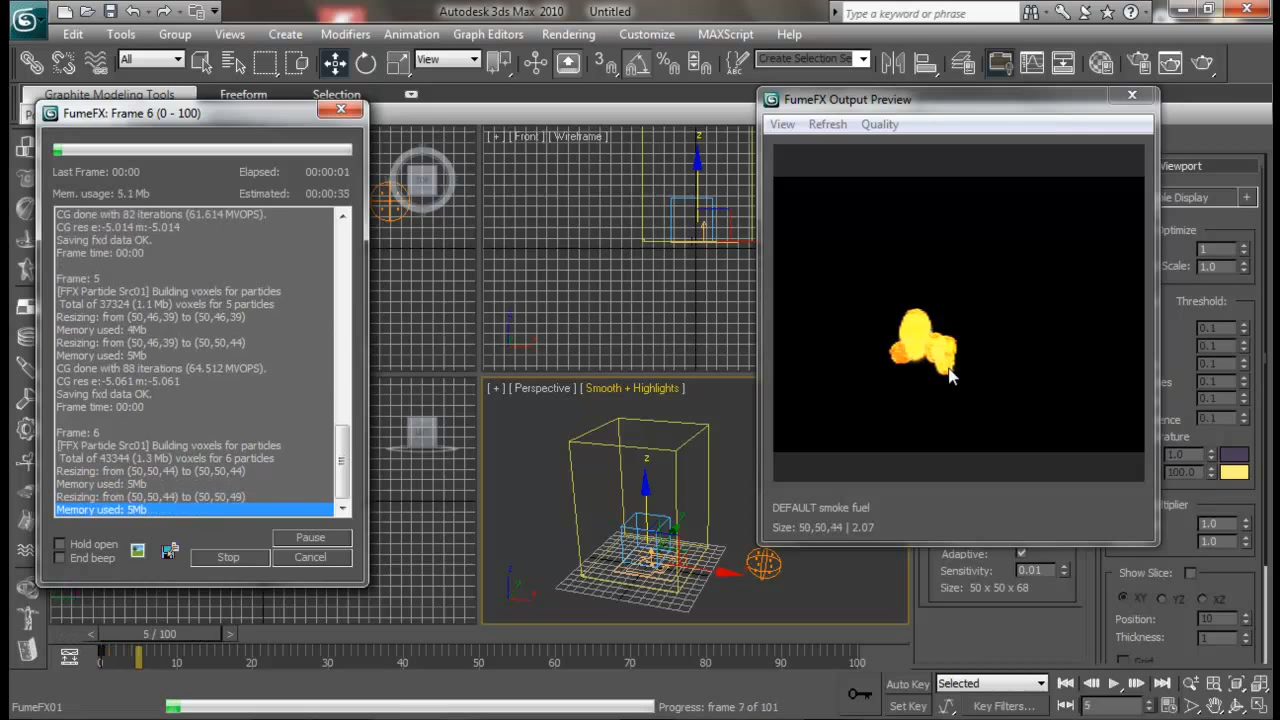 Autodesk 3ds Max 2010
Untitled
Type a keyword or phrase
Edit
Tools
Group
Views
Create
Modifiers
Animation
Graph Editors
Rendering
Customize
MAXScript
Help
All
View
Create Selection Se
Graphite Modeling Tools
Freeform
Selection
FumeFX: Frame 6 (0 - 100)
Last Frame: 00:00
Elapsed: 00:00:01
Mem. usage: 5.1 Mb
Estimated: 00:00:35
CG done with 82 iterations (61.614 MVOPS).
CG res e:-5.014 m:-5.014
Saving fxd data OK.
Frame time: 00:00
Frame: 5
[FFX Particle Src01] Building voxels for particles
Total of 37324 (1.1 Mb) voxels for 5 particles
Resizing: from (50,46,39) to (50,46,39)
Memory used: 4Mb
Resizing: from (50,46,39) to (50,50,44)
Memory used: 5Mb
CG done with 88 iterations (64.512 MVOPS).
CG res e:-5.061 m:-5.061
Saving fxd data OK.
Frame time: 00:00
Frame: 6
[FFX Particle Src01] Building voxels for particles
Total of 43344 (1.3 Mb) voxels for 6 particles
Resizing: from (50,50,44) to (50,50,44)
Memory used: 5Mb
Resizing: from (50,50,44) to (50,50,49)
Memory used: 5Mb
Hold open
End beep
Pause
Stop
Cancel
[ + ] [ Front ] [ Wireframe ]
z
[ + ] [ Perspective ] [ Smooth + Highlights ]
z
FumeFX Output Preview
View
Refresh
Quality
DEFAULT smoke fuel
Size: 50,50,44 | 2.07
Viewport
le Display
+
Optimize
1
Scale:
1.0
Threshold:
0.1
0.1
0.1
0.1
0.1
0.1
1.0
100.0
1.0
1.0
Adaptive:
Sensitivity:
0.01
Size: 50 x 50 x 68
Show Slice:
XY
YZ
XZ
Position:
10
Thickness:
1
5 / 100
0
10
20
30
40
50
60
70
80
90
100
FumeFX01
Progress: frame 7 of 101
Auto Key
Selected
Set Key
Key Filters...
5